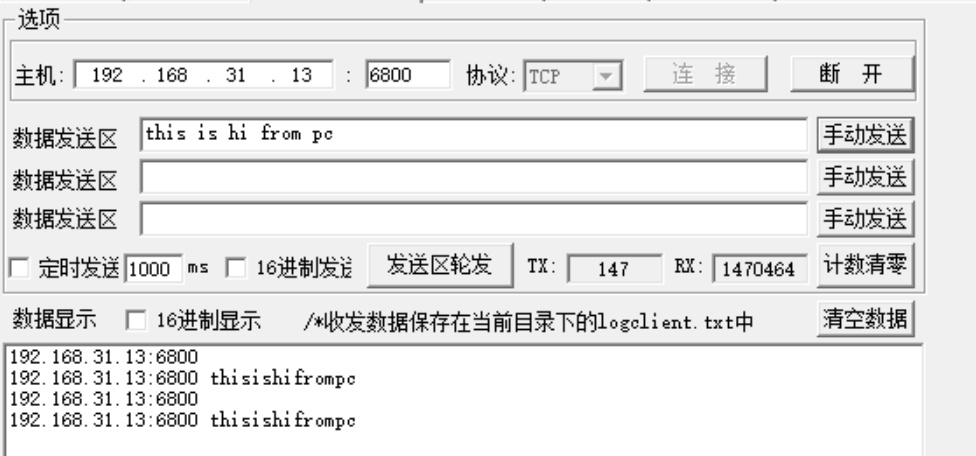 选项
主机: 192 . 168 . 31 . 13 : 6800 协议: TCP 连 接 断 开
数据发送区 this is hi from pc 手动发送
数据发送区 手动发送
数据发送区 手动发送
定时发送 1000 ms 16进制发送 发送区轮发 TX: 147 RX: 1470464 计数清零
数据显示 16进制显示 /*收发数据保存在当前目录下的logclient.txt中 清空数据
192.168.31.13:6800
192.168.31.13:6800 thisishifrompc
192.168.31.13:6800
192.168.31.13:6800 thisishifrompc